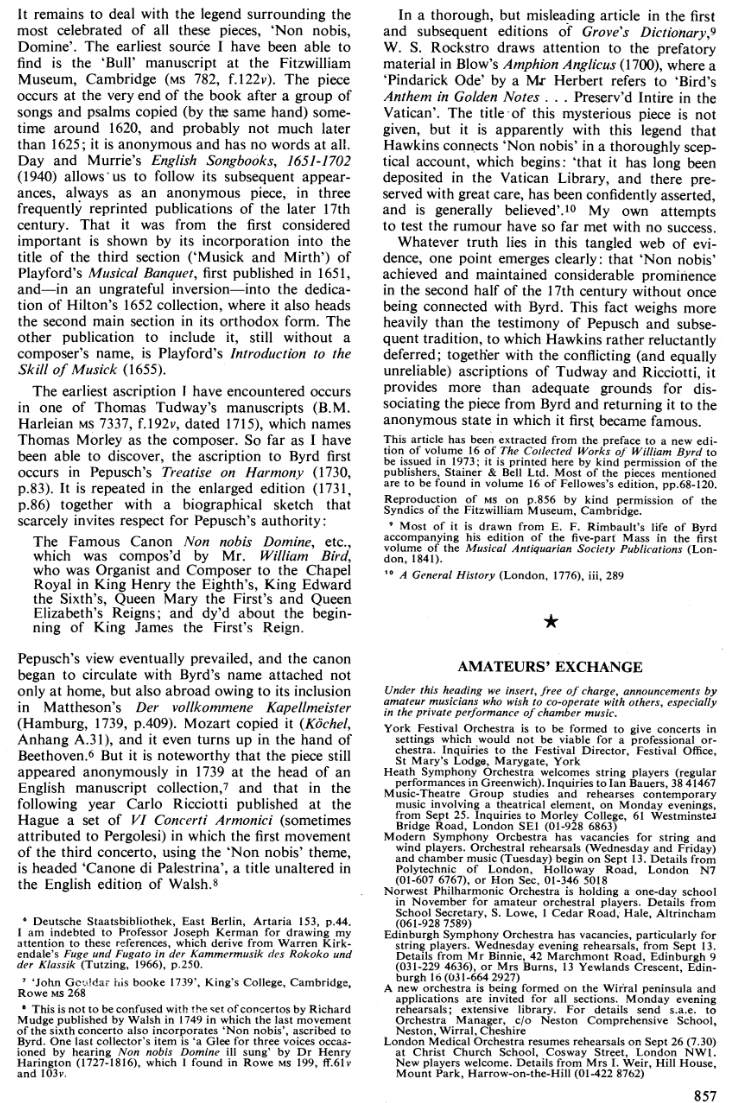 It remains to deal with the legend surrounding the
most celebrated of all these pieces, ‘Non nobis,
Domine’. The earliest source I have been able to
find is the ‘Bull’ manuscript at the Fitzwilliam
Museum, Cambridge (MS 782, f.122v). The piece
occurs at the very end of the book after a group of
songs and psalms copied (by the same hand) some-
time around 1620, and probably not much later
than 1625; it is anonymous and has no words at all.
Day and Murrie's English Songbooks, 1651-1702
(1940) allows us to follow its subsequent appear-
ances, always as an anonymous piece, in three
frequently reprinted publications of the later 17th
century. That it was from the first considered
important is shown by its incorporation into the
title of the third section (‘Musick and Mirth’) of
Playford's Musical Banquet, first published in 1651,
and—in an ungrateful inversion—into the dedica-
tion of Hilton's 1652 collection, where it also heads
the second main section in its orthodox form. The
other publication to include it, still without a
composer's name, is Playford's Introduction to the
Skill of Musick (1655).
The earliest ascription I have encountered occurs
in one of Thomas Tudway's manuscripts (B.M.
Harleian MS 7337, f.192v, dated 1715), which names
Thomas Morley as the composer. So far as I have
been able to discover, the ascription to Byrd first
occurs in Pepusch's Treatise on Harmony (1730,
p.83). It is repeated in the enlarged edition (1731,
p.86) together with a biographical sketch that
scarcely invites respect for Pepusch's authority:
The Famous Canon Non nobis Domine, etc.,
which was compos'd by Mr. William Bird,
who was Organist and Composer to the Chapel
Royal in King Henry the Eighth's, King Edward
the Sixth's, Queen Mary the First's and Queen
Elizabeth's Reigns; and dy'd about the begin-
ning of King James the First's Reign.
Pepusch's view eventually prevailed, and the canon
began to circulate with Byrd's name attached not
only at home, but also abroad owing to its inclusion
in Mattheson's Der vollkommene Kapellmeister
(Hamburg, 1739, p.409). Mozart copied it (Köchel,
Anhang A.31), and it even turns up in the hand of
Beethoven.⁶ But it is noteworthy that the piece still
appeared anonymously in 1739 at the head of an
English manuscript collection,⁷ and that in the
following year Carlo Ricciotti published at the
Hague a set of VI Concerti Armonici (sometimes
attributed to Pergolesi) in which the first movement
of the third concerto, using the ‘Non nobis’ theme,
is headed ‘Canone di Palestrina’, a title unaltered in
the English edition of Walsh.⁸
⁶ Deutsche Staatsbibliothek, East Berlin, Artaria 153, p.44.
I am indebted to Professor Joseph Kerman for drawing my
attention to these references, which derive from Warren Kirk-
endale's Fuge und Fugato in der Kammermusik des Rokoko und
der Klassik (Tutzing, 1966), p.250.
⁷ ‘John Gouldar his booke 1739’, King's College, Cambridge,
Rowe MS 268
⁸ This is not to be confused with the set of concertos by Richard
Mudge published by Walsh in 1749 in which the last movement
of the sixth concerto also incorporates ‘Non nobis’, ascribed to
Byrd. One last collector's item is ‘a Glee for three voices occas-
ioned by hearing Non nobis Domine ill sung’ by Dr Henry
Harington (1727-1816), which I found in Rowe MS 199, ff.61v
and 103v.
In a thorough, but misleading article in the first
and subsequent editions of Grove's Dictionary,⁹
W. S. Rockstro draws attention to the prefatory
material in Blow's Amphion Anglicus (1700), where a
‘Pindarick Ode’ by a Mr Herbert refers to ‘Bird's
Anthem in Golden Notes . . . Preserv'd Intire in the
Vatican’. The title of this mysterious piece is not
given, but it is apparently with this legend that
Hawkins connects ‘Non nobis’ in a thoroughly scep-
tical account, which begins: ‘that it has long been
deposited in the Vatican Library, and there pre-
served with great care, has been confidently asserted,
and is generally believed’.¹⁰ My own attempts
to test the rumour have so far met with no success.
Whatever truth lies in this tangled web of evi-
dence, one point emerges clearly: that ‘Non nobis’
achieved and maintained considerable prominence
in the second half of the 17th century without once
being connected with Byrd. This fact weighs more
heavily than the testimony of Pepusch and subse-
quent tradition, to which Hawkins rather reluctantly
deferred; together with the conflicting (and equally
unreliable) ascriptions of Tudway and Ricciotti, it
provides more than adequate grounds for dis-
sociating the piece from Byrd and returning it to the
anonymous state in which it first became famous.
This article has been extracted from the preface to a new edi-
tion of volume 16 of The Collected Works of William Byrd to
be issued in 1973; it is printed here by kind permission of the
publishers, Stainer & Bell Ltd. Most of the pieces mentioned
are to be found in volume 16 of Fellowes's edition, pp.68-120.
Reproduction of MS on p.856 by kind permission of the
Syndics of the Fitzwilliam Museum, Cambridge.
⁹ Most of it is drawn from E. F. Rimbault's life of Byrd
accompanying his edition of the five-part Mass in the first
volume of the Musical Antiquarian Society Publications (Lon-
don, 1841).
¹⁰ A General History (London, 1776), iii, 289
★
AMATEURS' EXCHANGE
Under this heading we insert, free of charge, announcements by
amateur musicians who wish to co-operate with others, especially
in the private performance of chamber music.
York Festival Orchestra is to be formed to give concerts in
settings which would not be viable for a professional or-
chestra. Inquiries to the Festival Director, Festival Office,
St Mary's Lodge, Marygate, York
Heath Symphony Orchestra welcomes string players (regular
performances in Greenwich). Inquiries to Ian Bauers, 38 41467
Music-Theatre Group studies and rehearses contemporary
music involving a theatrical element, on Monday evenings,
from Sept 25. Inquiries to Morley College, 61 Westminster
Bridge Road, London SE1 (01-928 6863)
Modern Symphony Orchestra has vacancies for string and
wind players. Orchestral rehearsals (Wednesday and Friday)
and chamber music (Tuesday) begin on Sept 13. Details from
Polytechnic of London, Holloway Road, London N7
(01-607 6767), or Hon Sec, 01-346 5018
Norwest Philharmonic Orchestra is holding a one-day school
in November for amateur orchestral players. Details from
School Secretary, S. Lowe, 1 Cedar Road, Hale, Altrincham
(061-928 7589)
Edinburgh Symphony Orchestra has vacancies, particularly for
string players. Wednesday evening rehearsals, from Sept 13.
Details from Mr Binnie, 42 Marchmont Road, Edinburgh 9
(031-229 4636), or Mrs Burns, 13 Yewlands Crescent, Edin-
burgh 16 (031-664 2927)
A new orchestra is being formed on the Wirral peninsula and
applications are invited for all sections. Monday evening
rehearsals; extensive library. For details send s.a.e. to
Orchestra Manager, c/o Neston Comprehensive School,
Neston, Wirral, Cheshire
London Medical Orchestra resumes rehearsals on Sept 26 (7.30)
at Christ Church School, Cosway Street, London NW1.
New players welcome. Details from Mrs I. Weir, Hill House,
Mount Park, Harrow-on-the-Hill (01-422 8762)
857